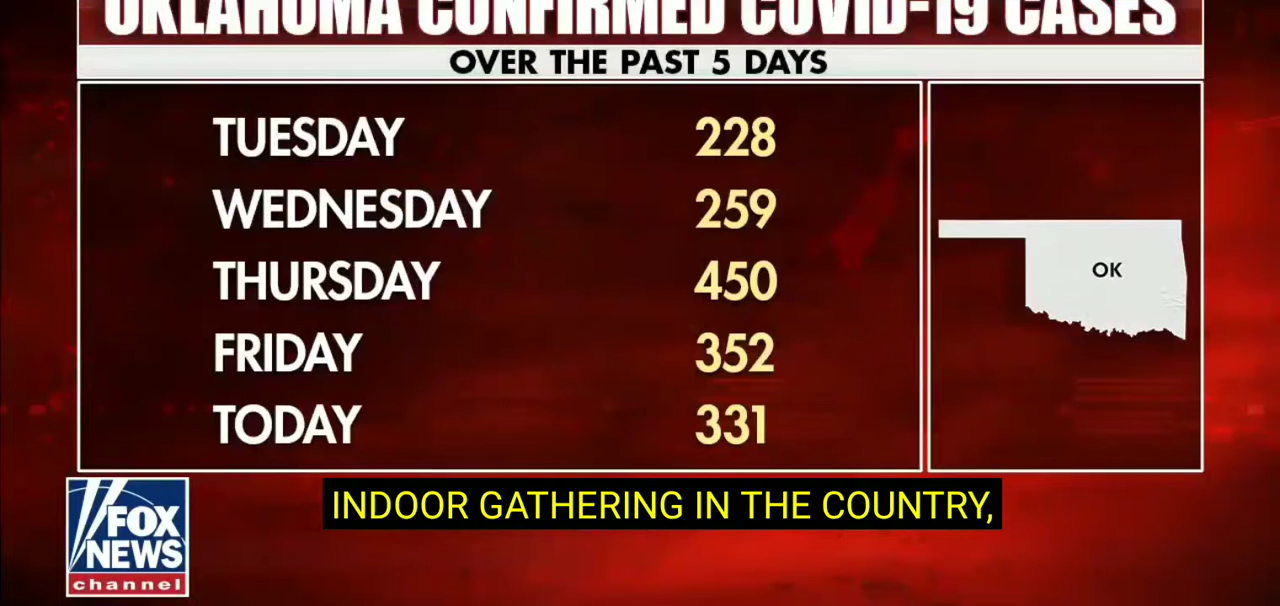 OKLAHOMA CONFIRMED COVID-19 CASES
OVER THE PAST 5 DAYS
TUESDAY 228
WEDNESDAY 259
THURSDAY 450
FRIDAY 352
TODAY 331
OK
INDOOR GATHERING IN THE COUNTRY,
FOX
NEWS
channel